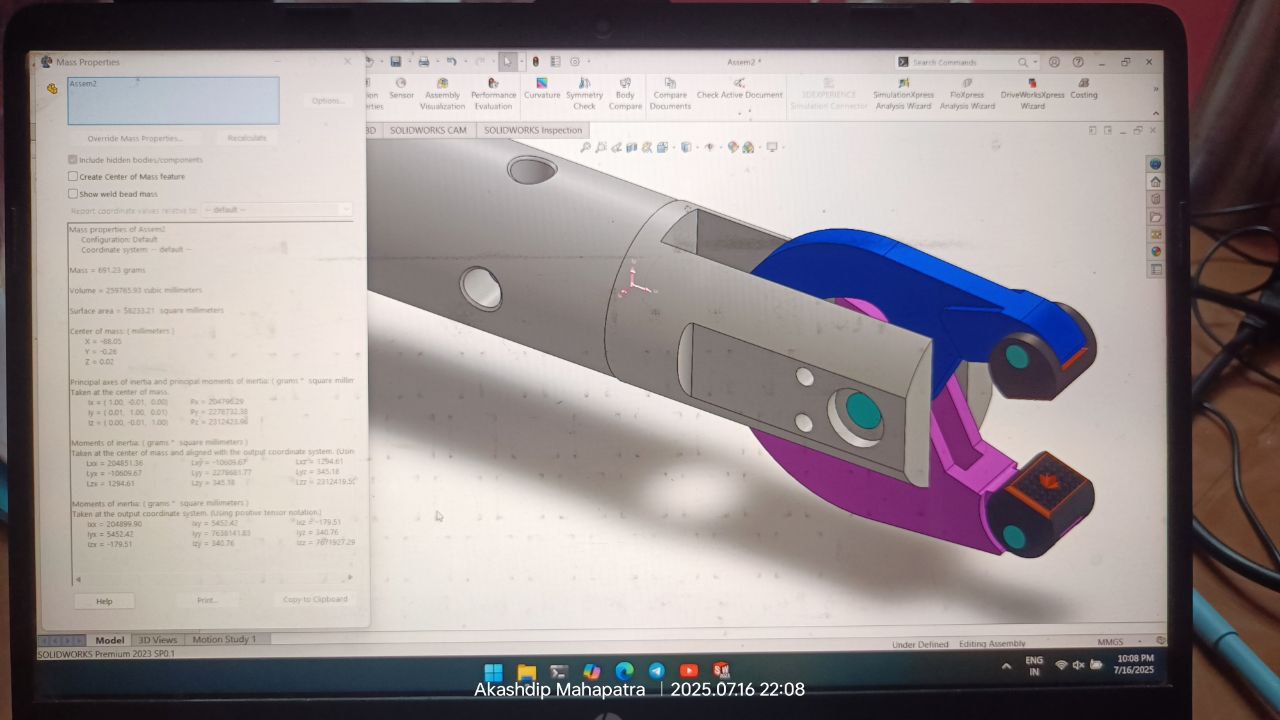 Mass Properties
Assem2
Options...
Override Mass Properties...
Recalculate
Include hidden bodies/components
Create Center of Mass feature
Show weld bead mass
Report coordinate values relative to: -- default --
Mass properties of Assem2
Configuration: Default
Coordinate system: -- default --
Mass = 691.23 grams
Volume = 259765.93 cubic millimeters
Surface area = 58233.21 square millimeters
Center of mass: ( millimeters )
X = -88.05
Y = -0.26
Z = 0.02
Principal axes of inertia and principal moments of inertia: ( grams * square millim
Taken at the center of mass.
Ix = ( 1.00, -0.01, 0.00) Px = 204796.29
Iy = ( 0.01, 1.00, 0.01) Py = 2278732.38
Iz = ( 0.00, -0.01, 1.00) Pz = 2312423.96
Moments of inertia: ( grams * square millimeters )
Taken at the center of mass and aligned with the output coordinate system. (Usin
Lxx = 204851.36 Lxy = -10609.67 Lxz = 1294.61
Lyx = -10609.67 Lyy = 2278681.77 Lyz = 345.18
Lzx = 1294.61 Lzy = 345.18 Lzz = 2312419.50
Moments of inertia: ( grams * square millimeters )
Taken at the output coordinate system. (Using positive tensor notation.)
Ixx = 204899.90 Ixy = 5452.42 Ixz = -179.51
Iyx = 5452.42 Iyy = 7638141.83 Iyz = 340.76
Izx = -179.51 Izy = 340.76 Izz = 7671927.29
Help
Print...
Copy to Clipboard
Assem2 *
Search Commands
Sensor
Assembly Visualization
Performance Evaluation
Curvature
Symmetry Check
Body Compare
Compare Documents
Check Active Document
3DEXPERIENCE Simulation Connector
SimulationXpress Analysis Wizard
FloXpress Analysis Wizard
DriveWorksXpress Wizard
Costing
3D
SOLIDWORKS CAM
SOLIDWORKS Inspection
Model
3D Views
Motion Study 1
SOLIDWORKS Premium 2023 SP0.1
Under Defined
Editing Assembly
MMGS
ENG
IN
10:08 PM
7/16/2025
Akashdip Mahapatra | 2025.07.16 22:08